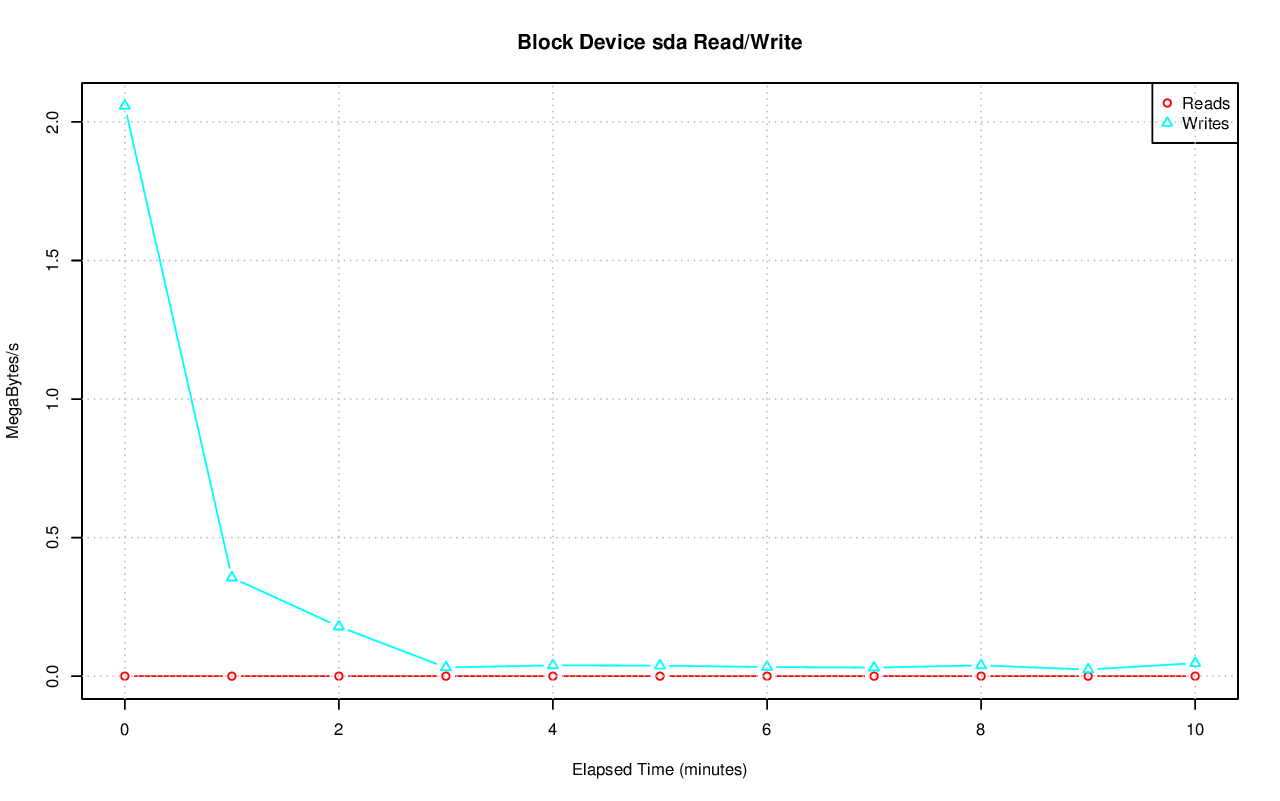 Block Device sda Read/Write
Reads
Writes
2.0
1.5
1.0
0.5
0.0
MegaBytes/s
0 2 4 6 8 10
Elapsed Time (minutes)